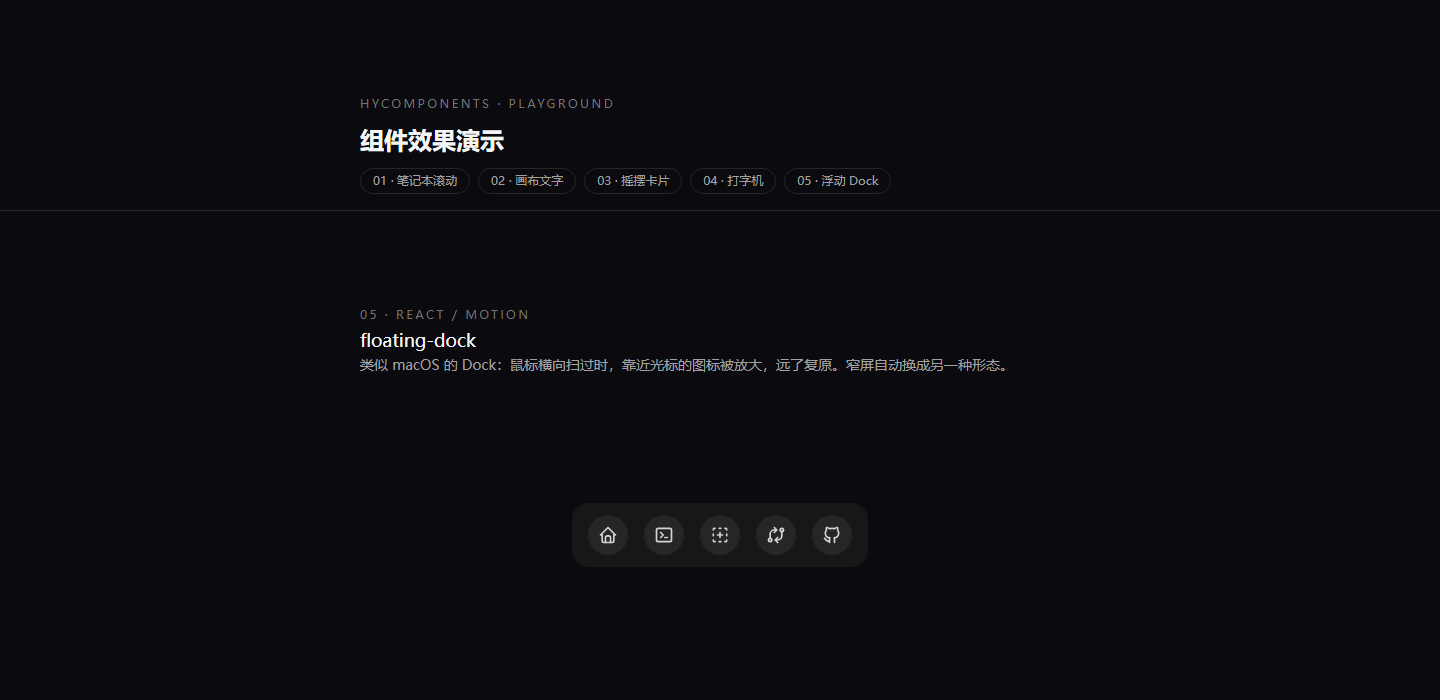 HYCOMPONENTS · PLAYGROUND
组件效果演示
01 · 笔记本滚动
02 · 画布文字
03 · 摇摆卡片
04 · 打字机
05 · 浮动 Dock
05 · REACT / MOTION
floating-dock
类似 macOS 的 Dock：鼠标横向扫过时，靠近光标的图标被放大，远了复原。窄屏自动换成另一种形态。